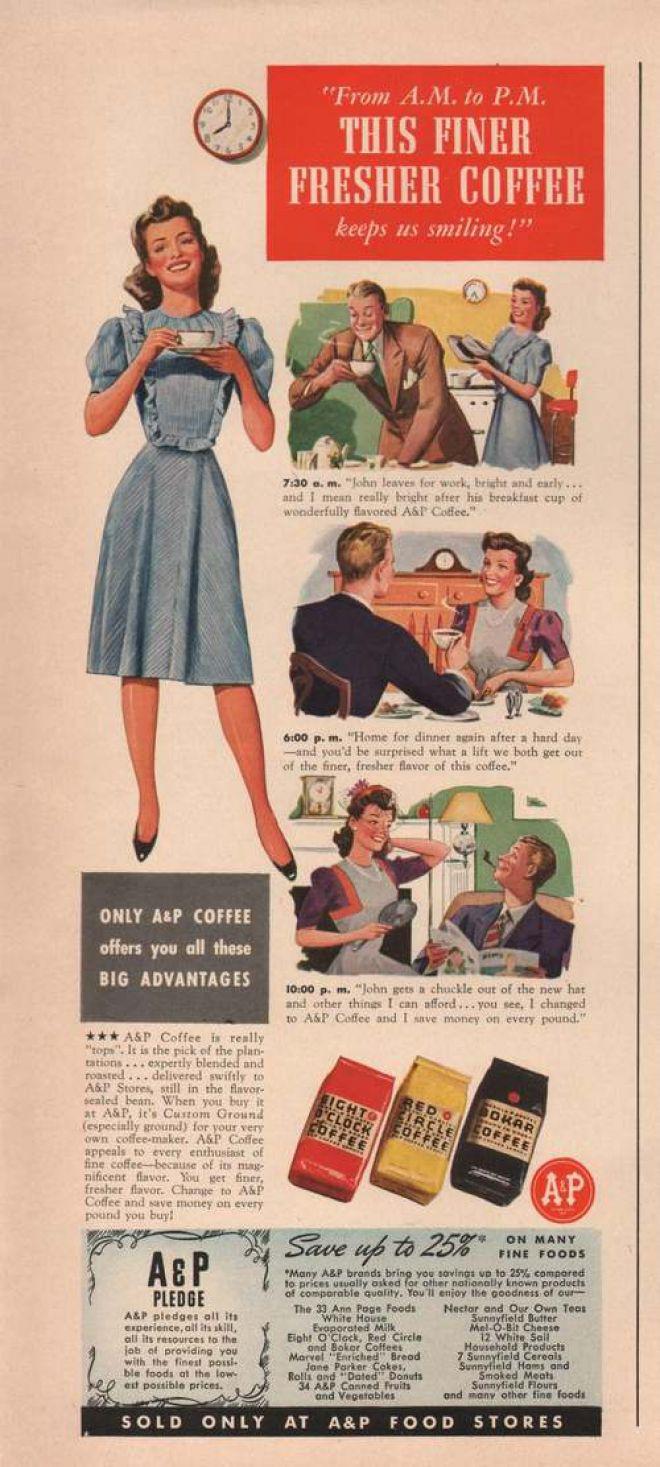 "From A.M. to P.M.
THIS FINER
FRESHER COFFEE
keeps us smiling!"
7:30 a. m. "John leaves for work, bright and early...
and I mean really bright after his breakfast cup of
wonderfully flavored A&P Coffee."
6:00 p. m. "Home for dinner again after a hard day
—and you'd be surprised what a lift we both get out
of the finer, fresher flavor of this coffee."
10:00 p. m. "John gets a chuckle out of the new hat
and other things I can afford...you see, I changed
to A&P Coffee and I save money on every pound."
ONLY A&P COFFEE
offers you all these
BIG ADVANTAGES
★★★ A&P Coffee is really
"tops". It is the pick of the plan-
tations...expertly blended and
roasted...delivered swiftly to
A&P Stores, still in the flavor-
sealed bean. When you buy it
at A&P, it's Custom Ground
(especially ground) for your very
own coffee-maker. A&P Coffee
appeals to every enthusiast of
fine coffee—because of its mag-
nificent flavor. You get finer,
fresher flavor. Change to A&P
Coffee and save money on every
pound you buy!
EIGHT
O'CLOCK
COFFEE
RED
CIRCLE
COFFEE
BOKAR
COFFEE
A&P
A&P
PLEDGE
A&P pledges all its
experience, all its skill,
all its resources to the
job of providing you
with the finest possi-
ble foods at the low-
est possible prices.
Save up to 25%* ON MANY
FINE FOODS
*Many A&P brands bring you savings up to 25% compared
to prices usually asked for other nationally known products
of comparable quality. You'll enjoy the goodness of our—
The 33 Ann Page Foods
White House
Evaporated Milk
Eight O'Clock, Red Circle
and Bokar Coffees
Marvel "Enriched" Bread
Jane Parker Cakes,
Rolls and "Dated" Donuts
34 A&P Canned Fruits
and Vegetables
Nectar and Our Own Teas
Sunnyfield Butter
Mel-O-Bit Cheese
12 White Sail
Household Products
7 Sunnyfield Cereals
Sunnyfield Hams and
Smoked Meats
Sunnyfield Flours
and many other fine foods
SOLD ONLY AT A&P FOOD STORES